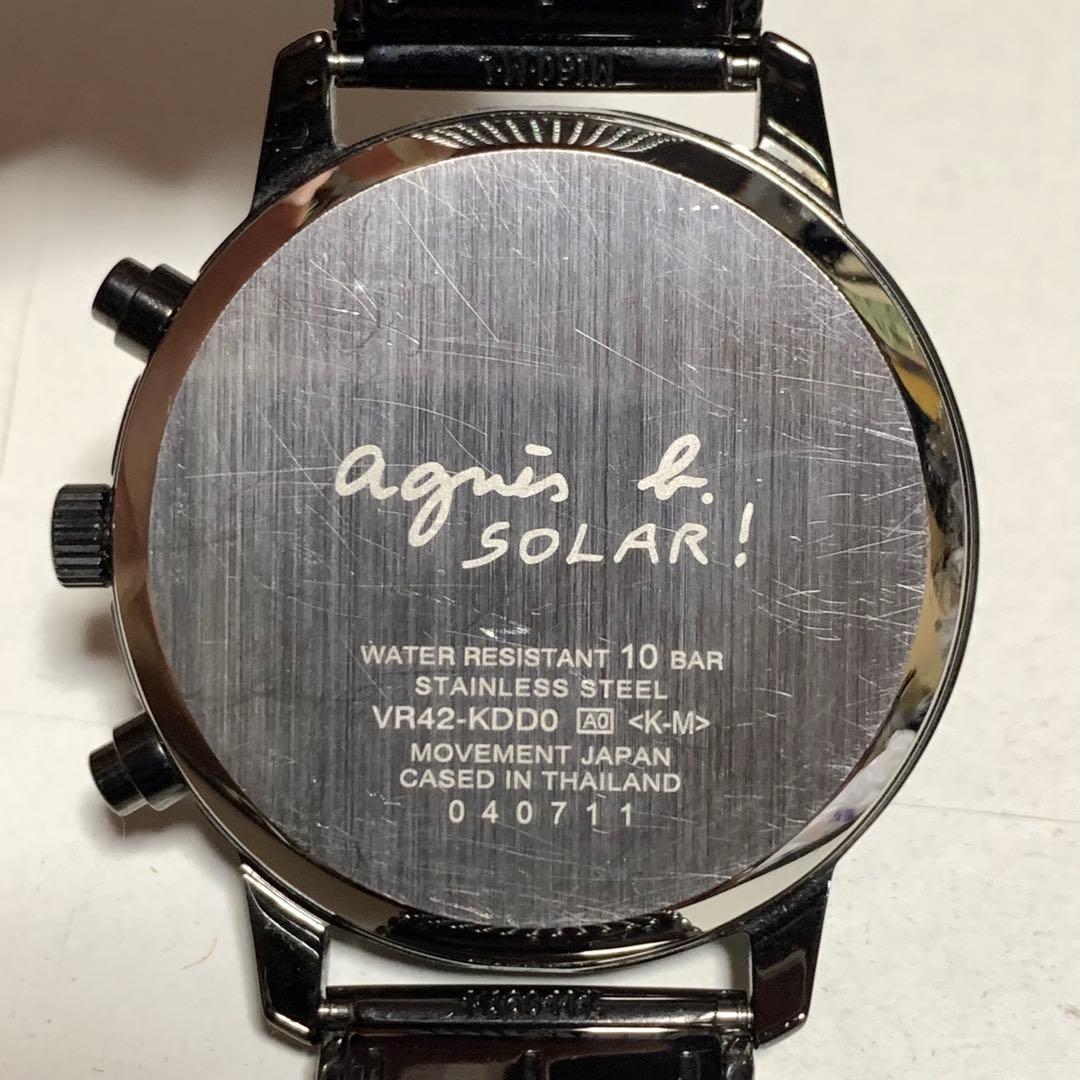 agnès b.
SOLAR!
WATER RESISTANT 10 BAR
STAINLESS STEEL
VR42-KDD0 A0 <K-M>
MOVEMENT JAPAN
CASED IN THAILAND
040711